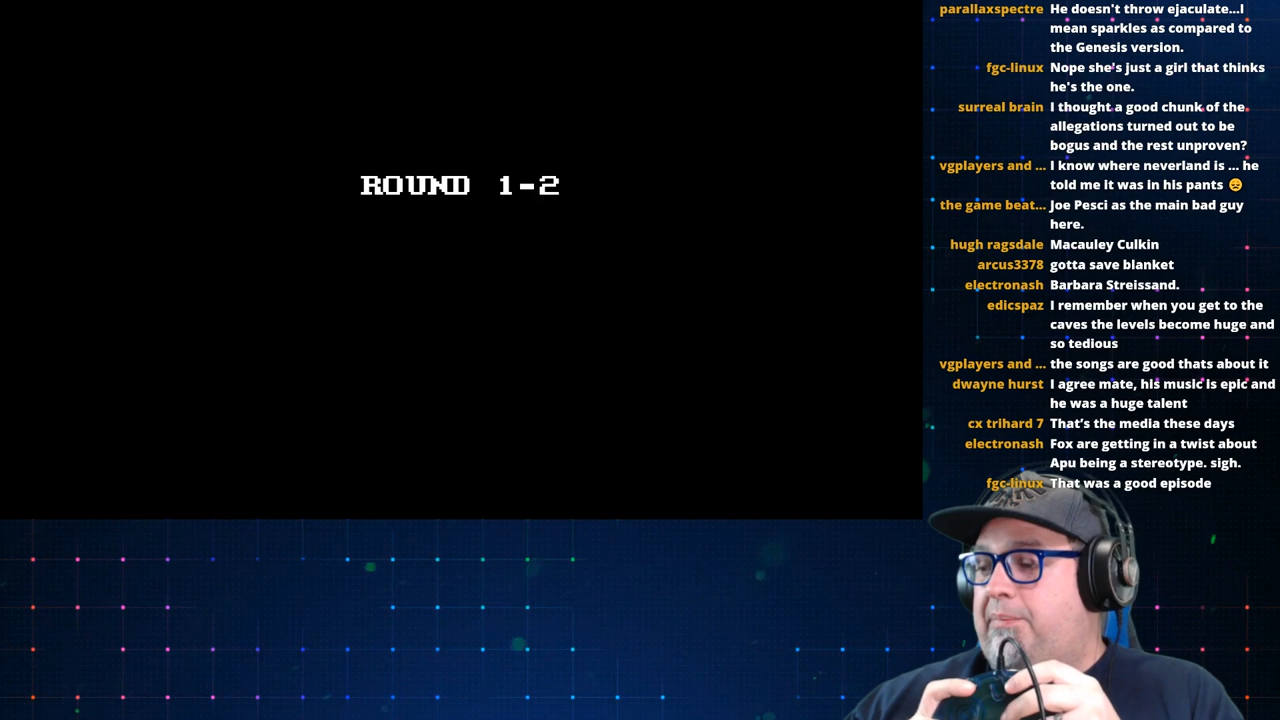 ROUND 1-2
parallaxspectre He doesn't throw ejaculate...I
mean sparkles as compared to
the Genesis version.
fgc-linux Nope she's just a girl that thinks
he's the one.
surreal brain I thought a good chunk of the
allegations turned out to be
bogus and the rest unproven?
vgplayers and ... I know where neverland is ... he
told me it was in his pants 😞
the game beat... Joe Pesci as the main bad guy
here.
hugh ragsdale Macauley Culkin
arcus3378 gotta save blanket
electronash Barbara Streissand.
edicspaz I remember when you get to the
caves the levels become huge and
so tedious
vgplayers and ... the songs are good thats about it
dwayne hurst I agree mate, his music is epic and
he was a huge talent
cx trihard 7 That's the media these days
electronash Fox are getting in a twist about
Apu being a stereotype. sigh.
fgc-linux That was a good episode